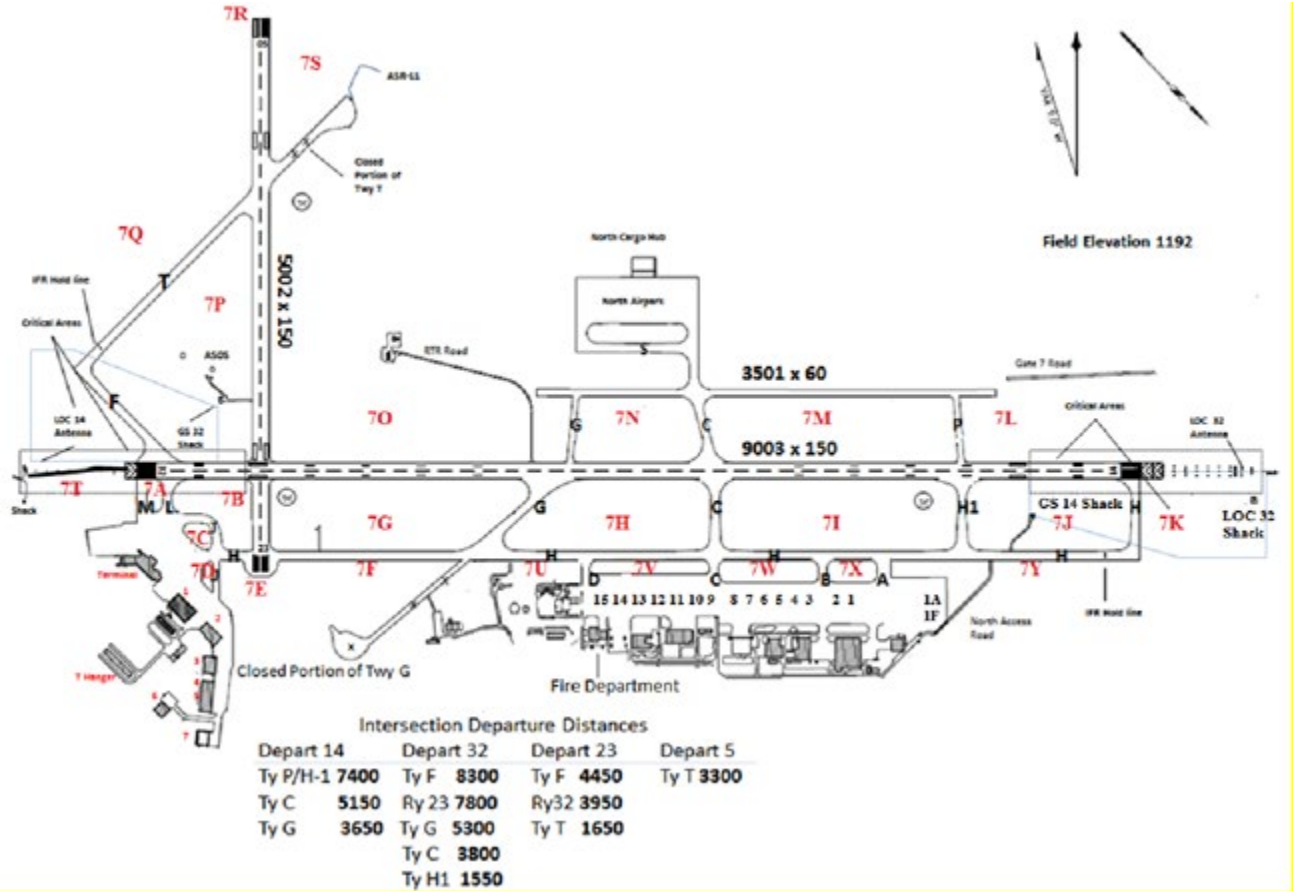 7R
05
7S
ASR-11
Closed
Portion of
Twy T
VAR 0.17° W
7Q
North Cargo Hub
Field Elevation 1192
IFR Hold line
T
5002 x 150
7P
North Airpark
Critical Areas
ASOS
RTR Road
S
3501 x 60
Gate 7 Road
F
7O
G
7N
C
7M
P
7L
Critical Areas
LOC 14
Antenna
GS 32
Shack
9003 x 150
LOC 32
Antenna
7T
7A
7B
Shack
M
L
7C
7G
G
7H
C
7I
H1
GS 14 Shack
7J
H
7K
LOC 32
Shack
23
H
H
H
H
Terminal
7D
7E
7F
7U
7V
7W
7X
7Y
D
C
B
A
15 14 13 12 11 10 9 8 7 6 5 4 3 2 1
1A
1F
North Access
Road
IFR Hold line
1
2
3
4
5
6
7
T Hanger
X
Closed Portion of Twy G
Fire Department
Intersection Departure Distances
Depart 14 Depart 32 Depart 23 Depart 5
Ty P/H-1 7400 Ty F 8300 Ty F 4450 Ty T 3300
Ty C 5150 Ry 23 7800 Ry32 3950
Ty G 3650 Ty G 5300 Ty T 1650
Ty C 3800
Ty H1 1550